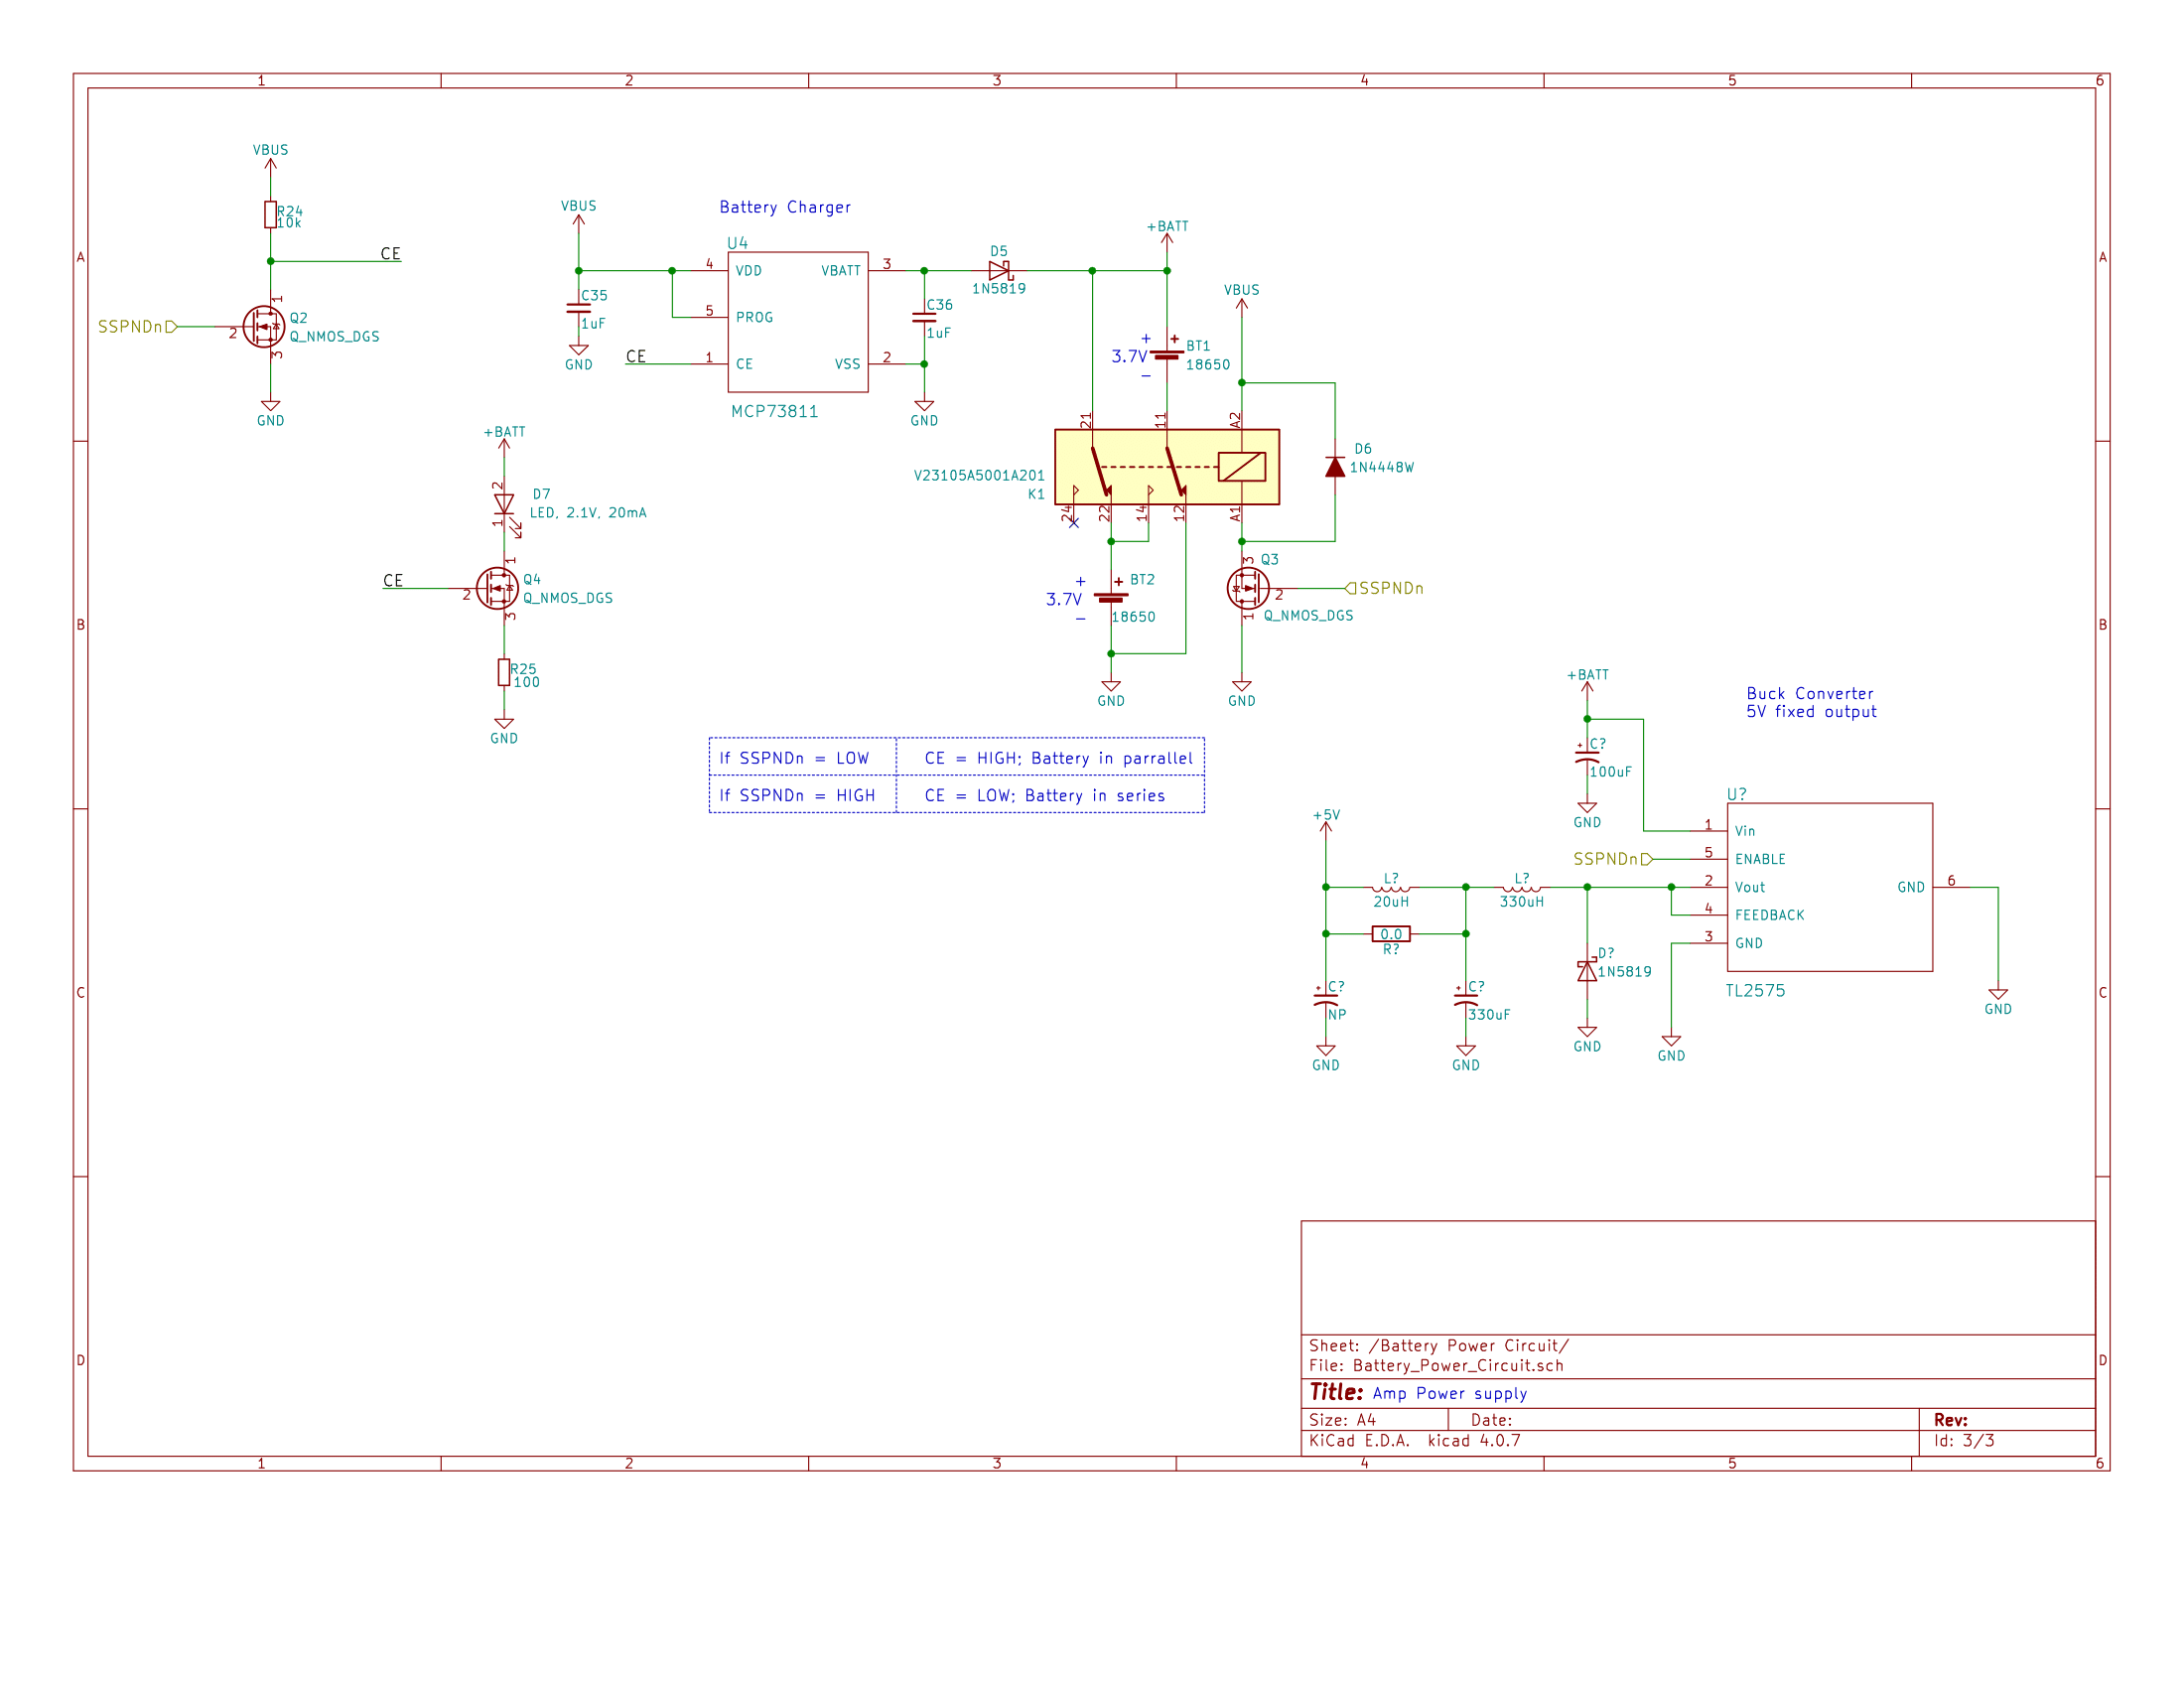 1 2 3 4 5 6
A
B
C
D
A
B
C
D
VBUS
R24
10k
CE
SSPNDn
1
2
3
Q2
Q_NMOS_DGS
GND
+BATT
2
1
D7
LED, 2.1V, 20mA
CE
1
2
3
Q4
Q_NMOS_DGS
R25
100
GND
Battery Charger
VBUS
C35
1uF
GND
CE
U4
4 VDD
5 PROG
1 CE
VBATT 3
VSS 2
MCP73811
C36
1uF
GND
D5
1N5819
+BATT
+
3.7V
-
BT1
18650
VBUS
21
11
A2
V23105A5001A201
K1
24
22
14
12
A1
D6
1N4448W
+
3.7V
-
BT2
18650
GND
3
2
1
Q3
Q_NMOS_DGS
SSPNDn
GND
If SSPNDn = LOW CE = HIGH; Battery in parrallel
If SSPNDn = HIGH CE = LOW; Battery in series
Buck Converter
5V fixed output
+BATT
C?
100uF
GND
SSPNDn
U?
1 Vin
5 ENABLE
2 Vout
4 FEEDBACK
3 GND
GND 6
TL2575
GND
+5V
L?
20uH
L?
330uH
0.0
R?
C?
NP
GND
C?
330uF
GND
D?
1N5819
GND
GND
Sheet: /Battery Power Circuit/
File: Battery_Power_Circuit.sch
Title: Amp Power supply
Size: A4 Date: Rev:
KiCad E.D.A. kicad 4.0.7 Id: 3/3
1 2 3 4 5 6